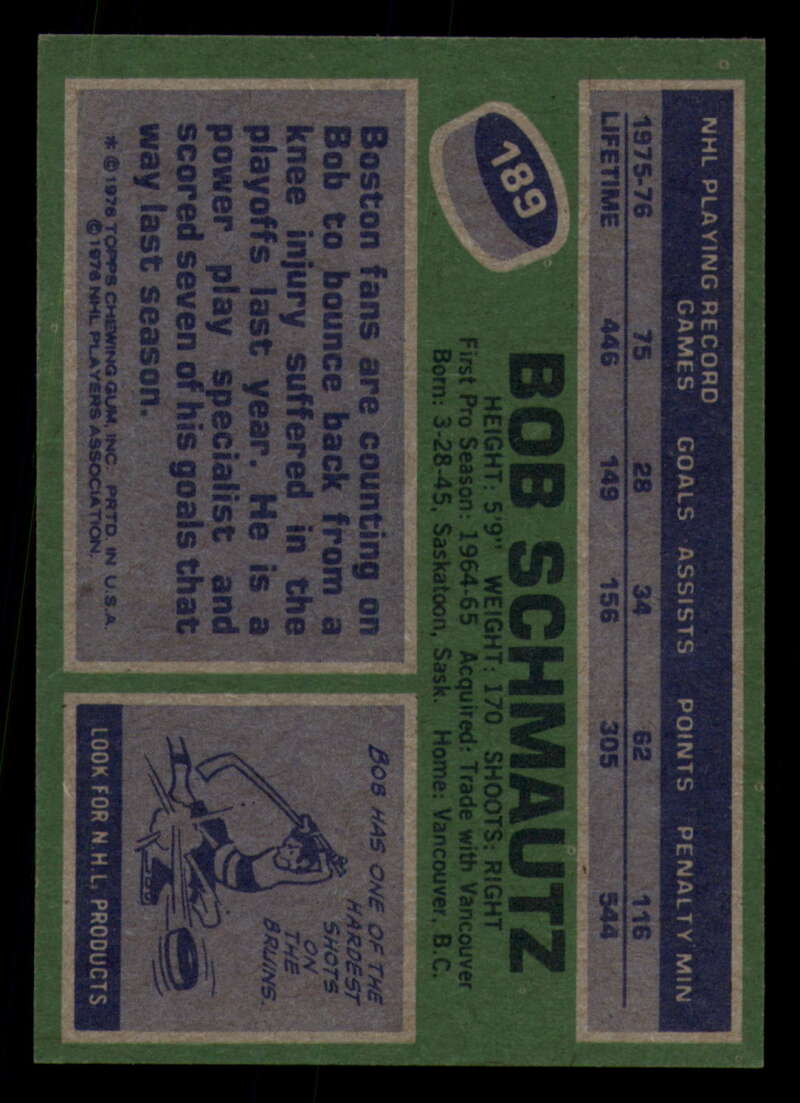 189
BOB SCHMAUTZ
HEIGHT: 5'9" WEIGHT: 170 SHOOTS: RIGHT
First Pro Season: 1964-65 Acquired: Trade with Vancouver
Born: 3-28-45, Saskatoon, Sask. Home: Vancouver, B.C.
NHL PLAYING RECORD
GAMES GOALS ASSISTS POINTS PENALTY MIN
1975-76 75 28 34 62 116
LIFETIME 446 149 156 305 544
Boston fans are counting on
Bob to bounce back from a
knee injury suffered in the
playoffs last year. He is a
power play specialist and
scored seven of his goals that
way last season.
* © 1976 TOPPS CHEWING GUM, INC. PRTD. IN U.S.A.
© 1976 NHL PLAYERS ASSOCIATION.
BOB HAS ONE OF THE
HARDEST
SHOTS
ON
THE
BRUINS.
LOOK FOR N.H.L. PRODUCTS